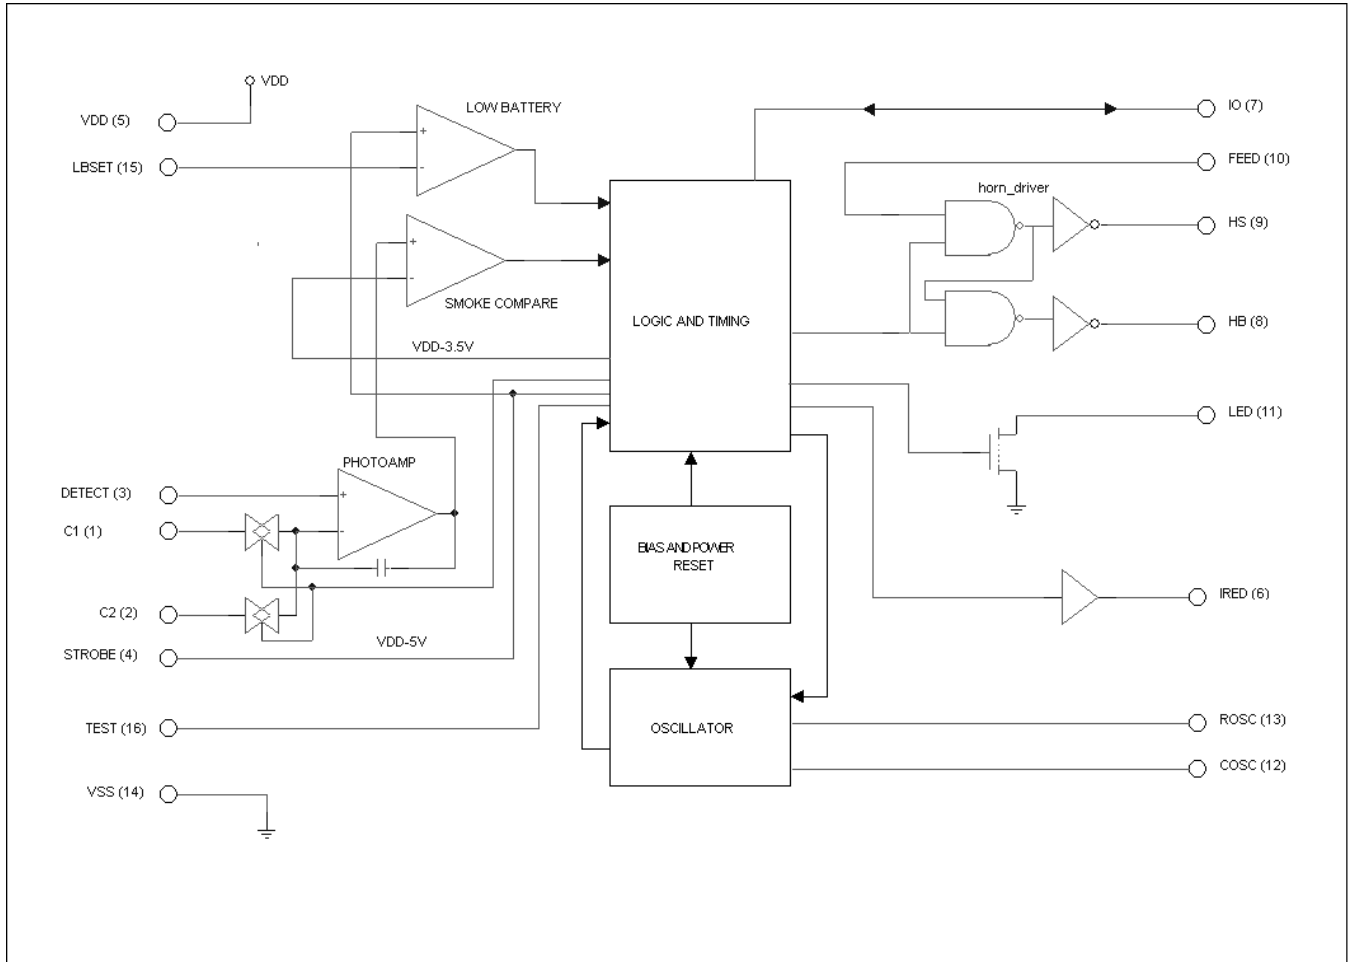 VDD
VDD (5)
LBSET (15)
LOW BATTERY
+
-
IO (7)
FEED (10)
horn_driver
HS (9)
+
-
SMOKE COMPARE
LOGIC AND TIMING
HB (8)
VDD-3.5V
LED (11)
PHOTOAMP
DETECT (3)
+
C1 (1)
-
BIAS AND POWER
RESET
C2 (2)
IRED (6)
VDD-5V
STROBE (4)
TEST (16)
OSCILLATOR
ROSC (13)
COSC (12)
VSS (14)